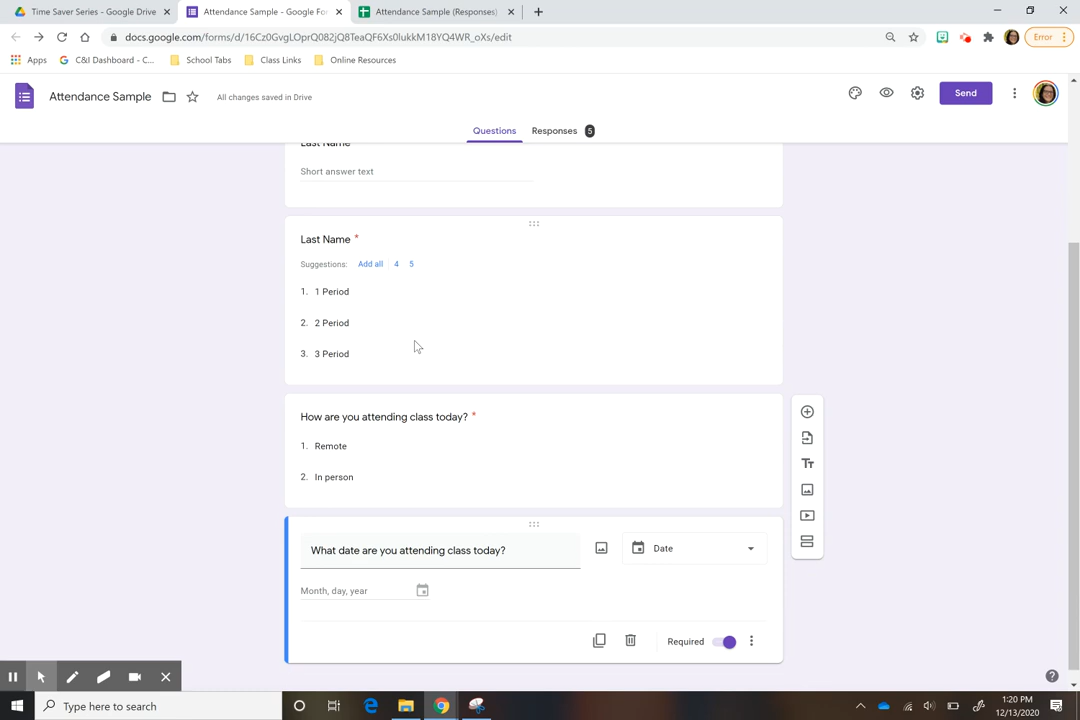 Time Saver Series - Google Drive
Attendance Sample - Google For
Attendance Sample (Responses)
docs.google.com/forms/d/16Cz0GvgLOprQ082jQ8TeaQF6Xs0lukkM18YQ4WR_oXs/edit
Error
Apps
C&I Dashboard - C...
School Tabs
Class Links
Online Resources
Attendance Sample
All changes saved in Drive
Send
Questions
Responses 5
Last Name
Short answer text
Last Name *
Suggestions: Add all 4 5
1. 1 Period
2. 2 Period
3. 3 Period
How are you attending class today? *
1. Remote
2. In person
What date are you attending class today?
Date
Month, day, year
Required
Type here to search
1:20 PM
12/13/2020